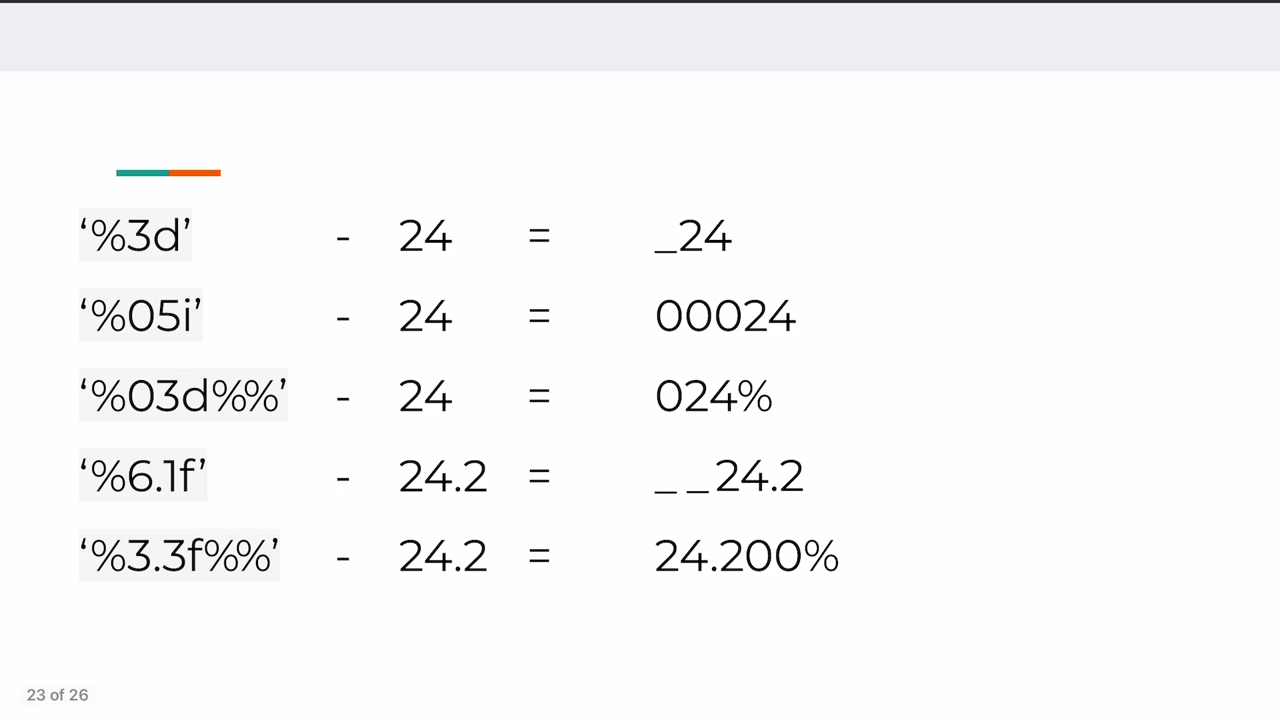 ‘%3d’ - 24 = _24
‘%05i’ - 24 = 00024
‘%03d%%’ - 24 = 024%
‘%6.1f’ - 24.2 = _ _24.2
‘%3.3f%%’ - 24.2 = 24.200%
23 of 26